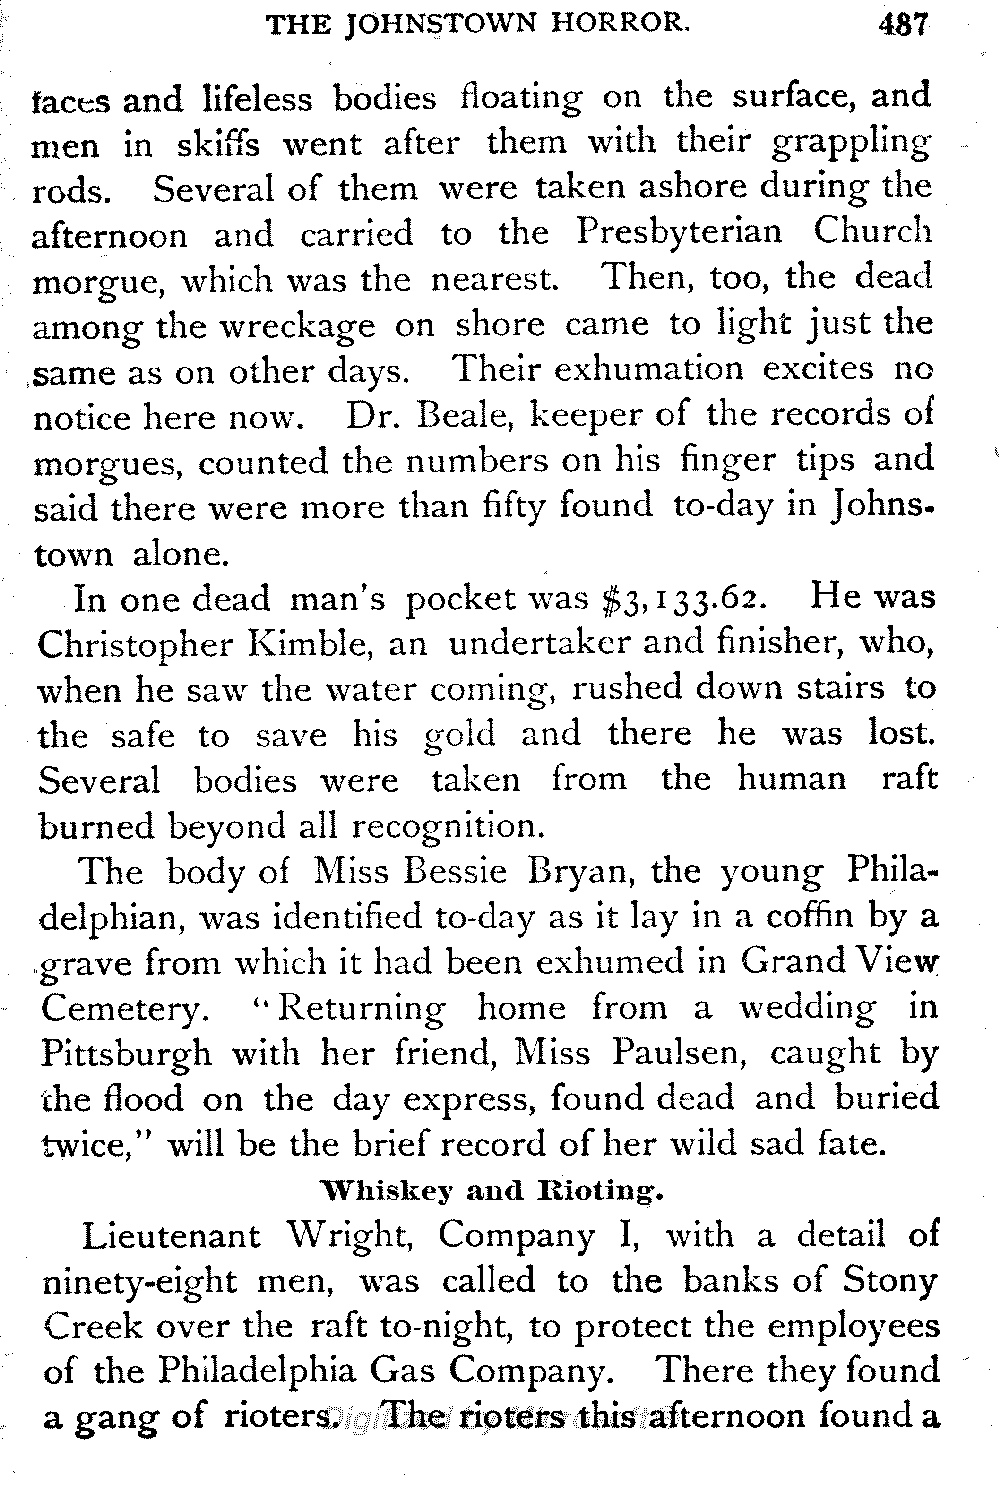 THE JOHNSTOWN HORROR. 487
faces and lifeless bodies floating on the surface, and
men in skiffs went after them with their grappling
rods. Several of them were taken ashore during the
afternoon and carried to the Presbyterian Church
morgue, which was the nearest. Then, too, the dead
among the wreckage on shore came to light just the
same as on other days. Their exhumation excites no
notice here now. Dr. Beale, keeper of the records of
morgues, counted the numbers on his finger tips and
said there were more than fifty found to-day in Johns-
town alone.
In one dead man's pocket was $3,133.62. He was
Christopher Kimble, an undertaker and finisher, who,
when he saw the water coming, rushed down stairs to
the safe to save his gold and there he was lost.
Several bodies were taken from the human raft
burned beyond all recognition.
The body of Miss Bessie Bryan, the young Phila-
delphian, was identified to-day as it lay in a coffin by a
grave from which it had been exhumed in Grand View
Cemetery. "Returning home from a wedding in
Pittsburgh with her friend, Miss Paulsen, caught by
the flood on the day express, found dead and buried
twice," will be the brief record of her wild sad fate.
Whiskey and Rioting.
Lieutenant Wright, Company I, with a detail of
ninety-eight men, was called to the banks of Stony
Creek over the raft to-night, to protect the employees
of the Philadelphia Gas Company. There they found
a gang of rioters. The rioters this afternoon found a